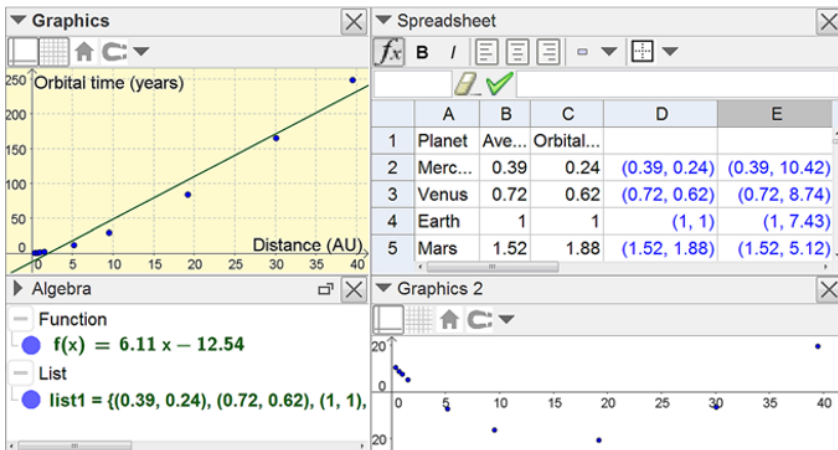 Graphics
250
Orbital time (years)
200
150
100
50
0
Distance (AU)
0 5 10 15 20 25 30 35 40
Spreadsheet
fx B I
A B C D E
1 Planet Ave... Orbital...
2 Merc... 0.39 0.24 (0.39, 0.24) (0.39, 10.42)
3 Venus 0.72 0.62 (0.72, 0.62) (0.72, 8.74)
4 Earth 1 1 (1, 1) (1, 7.43)
5 Mars 1.52 1.88 (1.52, 1.88) (1.52, 5.12)
Algebra
Function
f(x) = 6.11 x − 12.54
List
list1 = {(0.39, 0.24), (0.72, 0.62), (1, 1),
Graphics 2
20
0
0 5 10 15 20 25 30 35 40
20